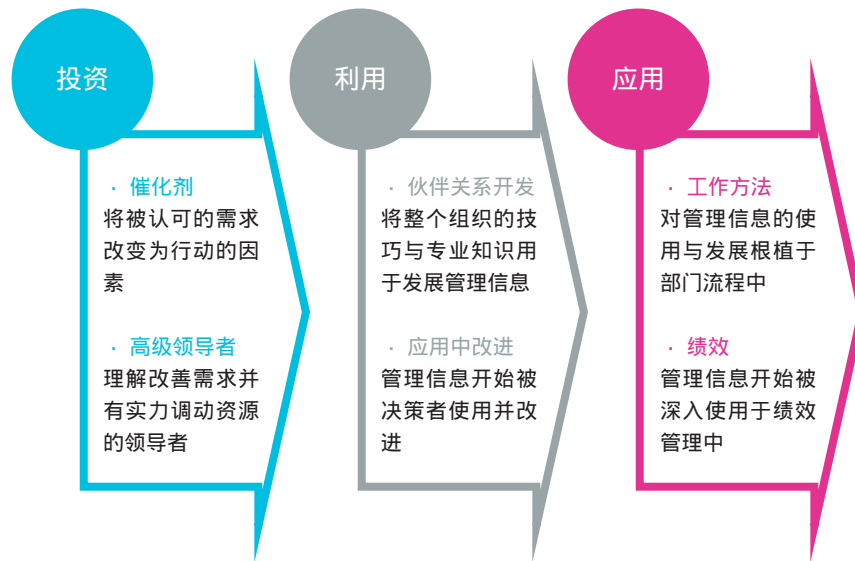 投资
· 催化剂
将被认可的需求
改变为行动的因
素
· 高级领导者
理解改善需求并
有实力调动资源
的领导者
利用
· 伙伴关系开发
将整个组织的技
巧与专业知识用
于发展管理信息
· 应用中改进
管理信息开始被
决策者使用并改
进
应用
· 工作方法
对管理信息的使
用与发展根植于
部门流程中
· 绩效
管理信息开始被
深入使用于绩效
管理中